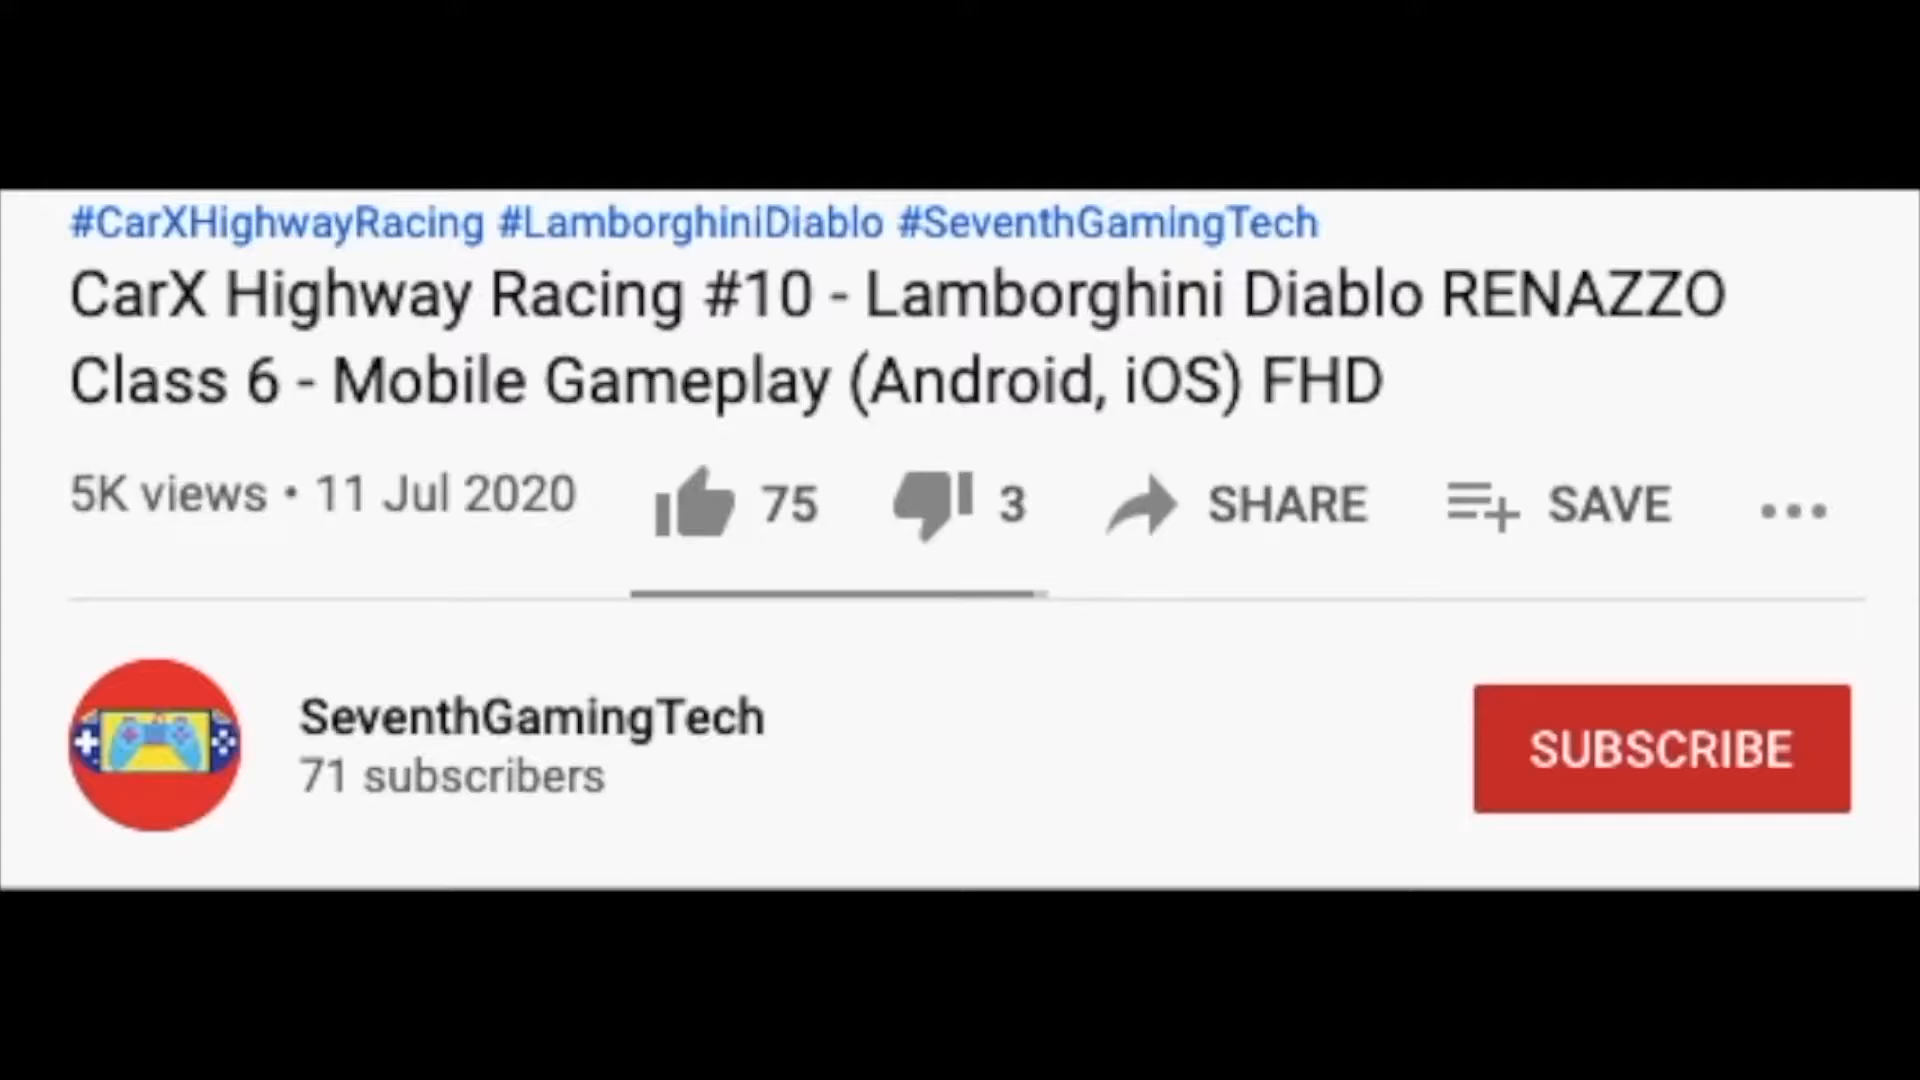 #CarXHighwayRacing #LamborghiniDiablo #SeventhGamingTech
CarX Highway Racing #10 - Lamborghini Diablo RENAZZO
Class 6 - Mobile Gameplay (Android, iOS) FHD
5K views • 11 Jul 2020 75 3 SHARE SAVE
SeventhGamingTech
71 subscribers
SUBSCRIBE